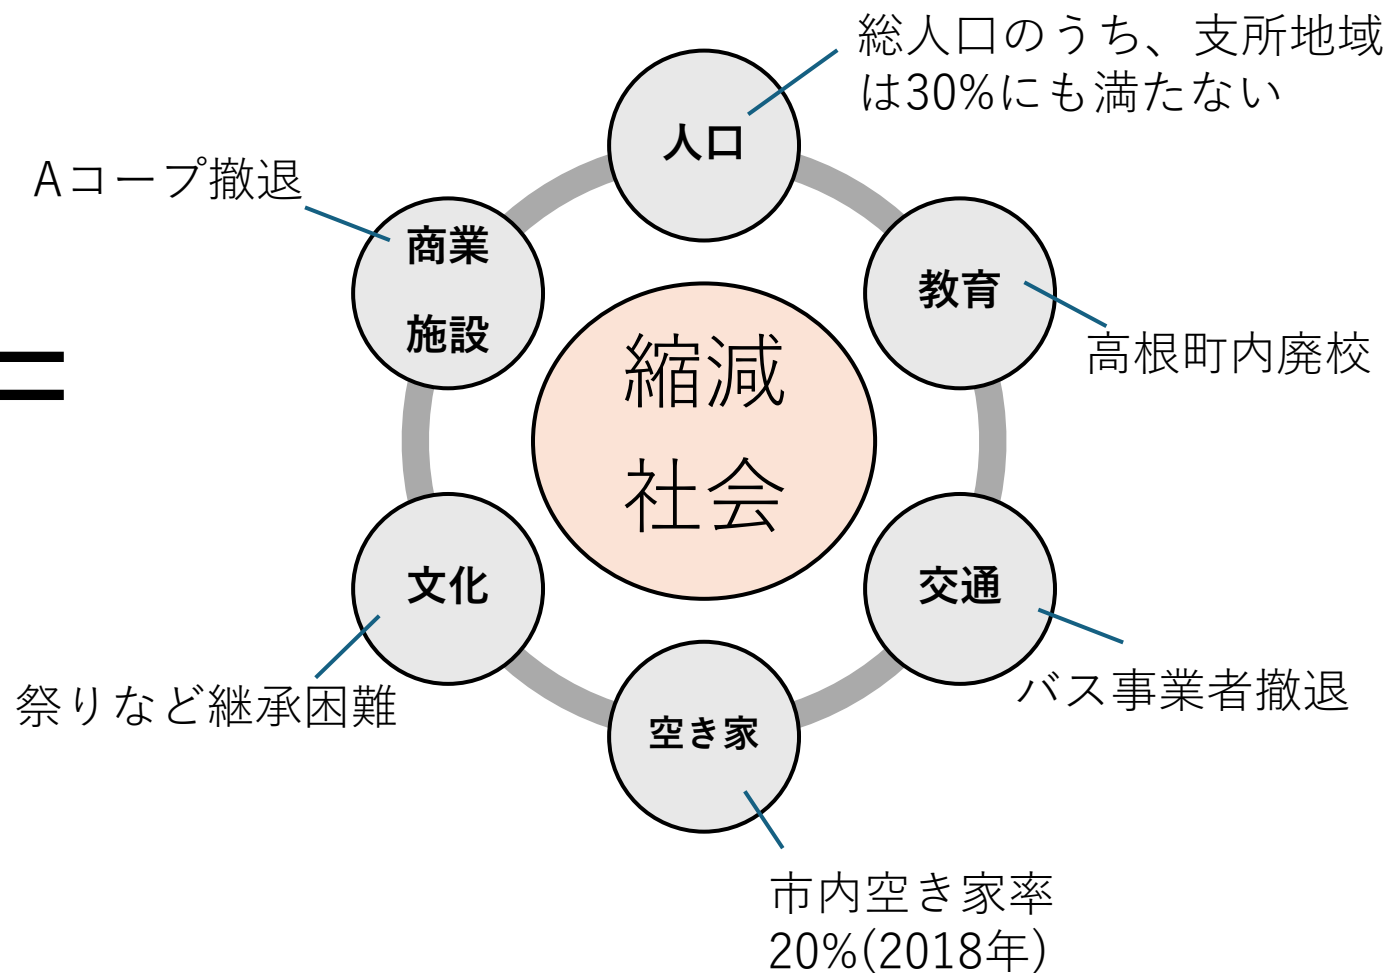 総人口のうち、支所地域
は30%にも満たない
人口
Aコープ撤退
商業
施設
教育
高根町内廃校
=
縮減
社会
文化
祭りなど継承困難
交通
バス事業者撤退
空き家
市内空き家率
20%(2018年)